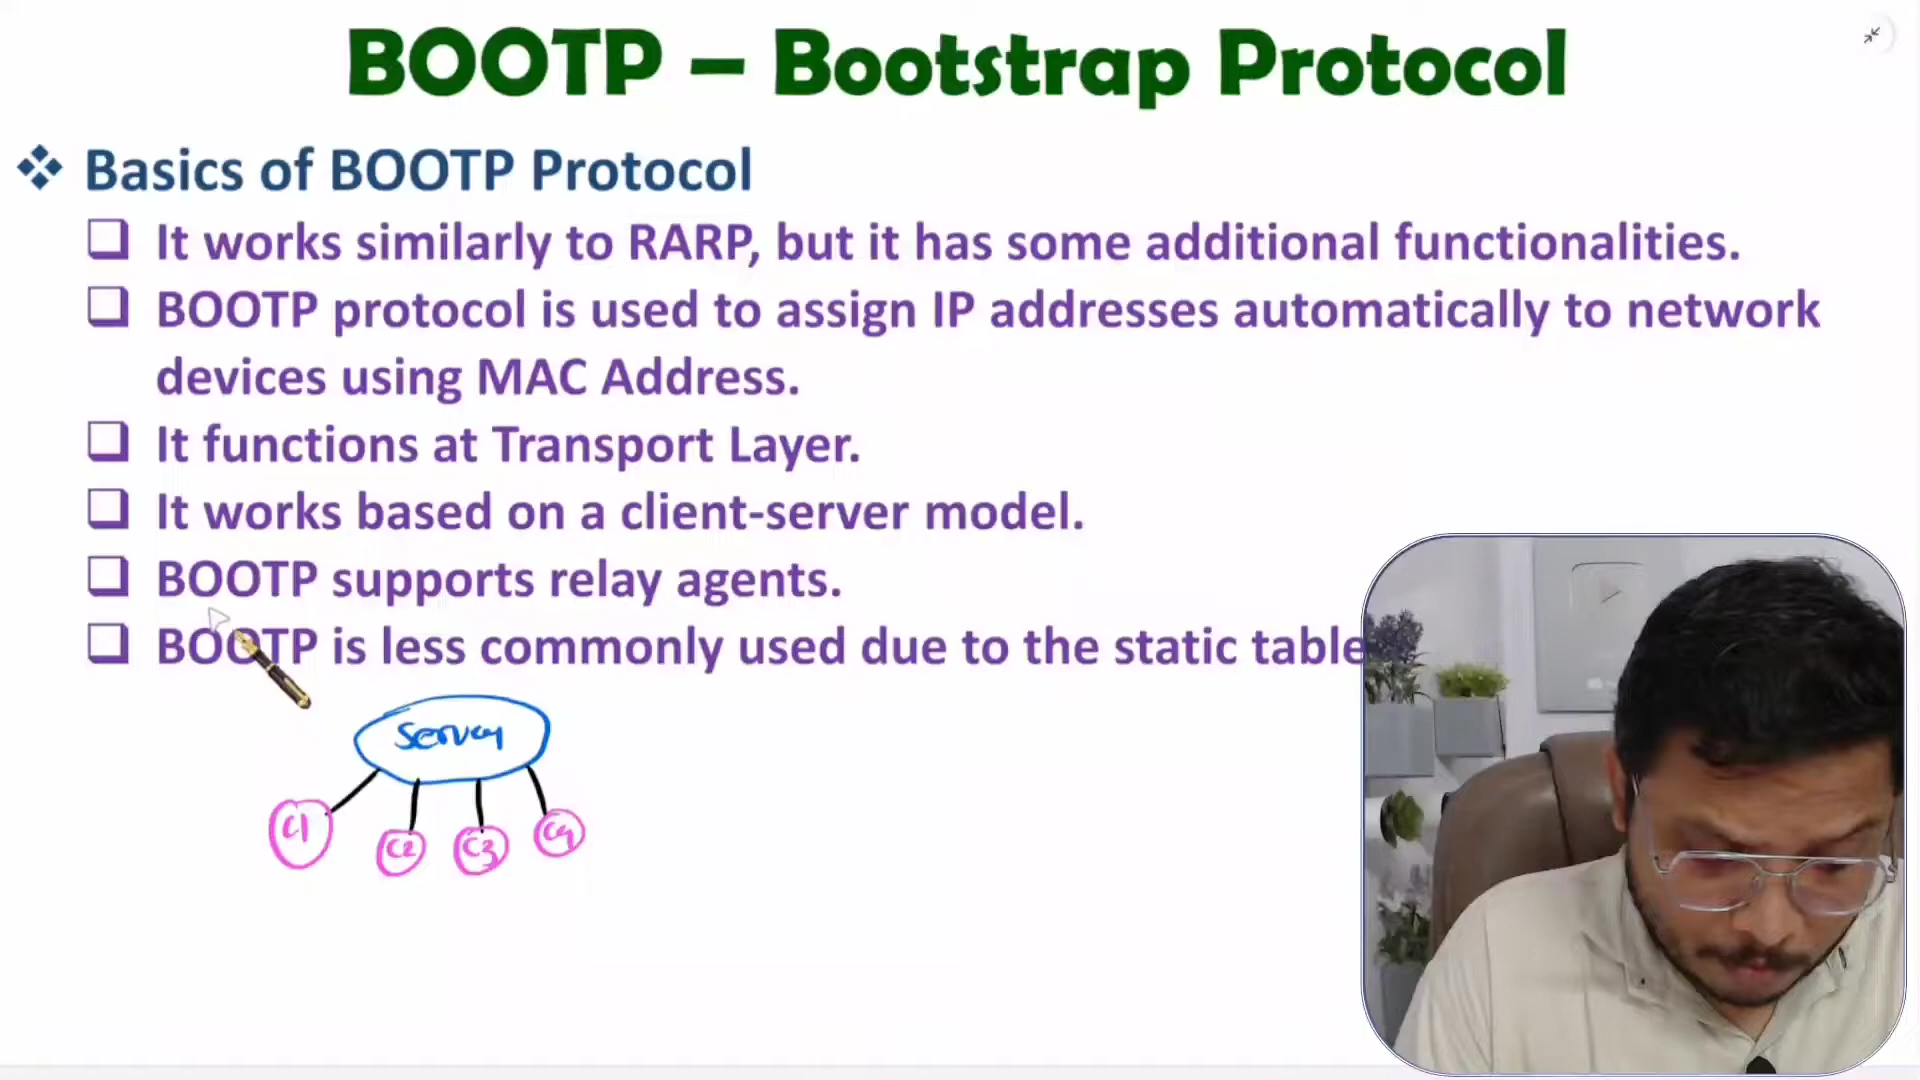 BOOTP – Bootstrap Protocol
Basics of BOOTP Protocol
It works similarly to RARP, but it has some additional functionalities.
BOOTP protocol is used to assign IP addresses automatically to network
devices using MAC Address.
It functions at Transport Layer.
It works based on a client-server model.
BOOTP supports relay agents.
BOOTP is less commonly used due to the static table
Server
C1
C2
C3
C4